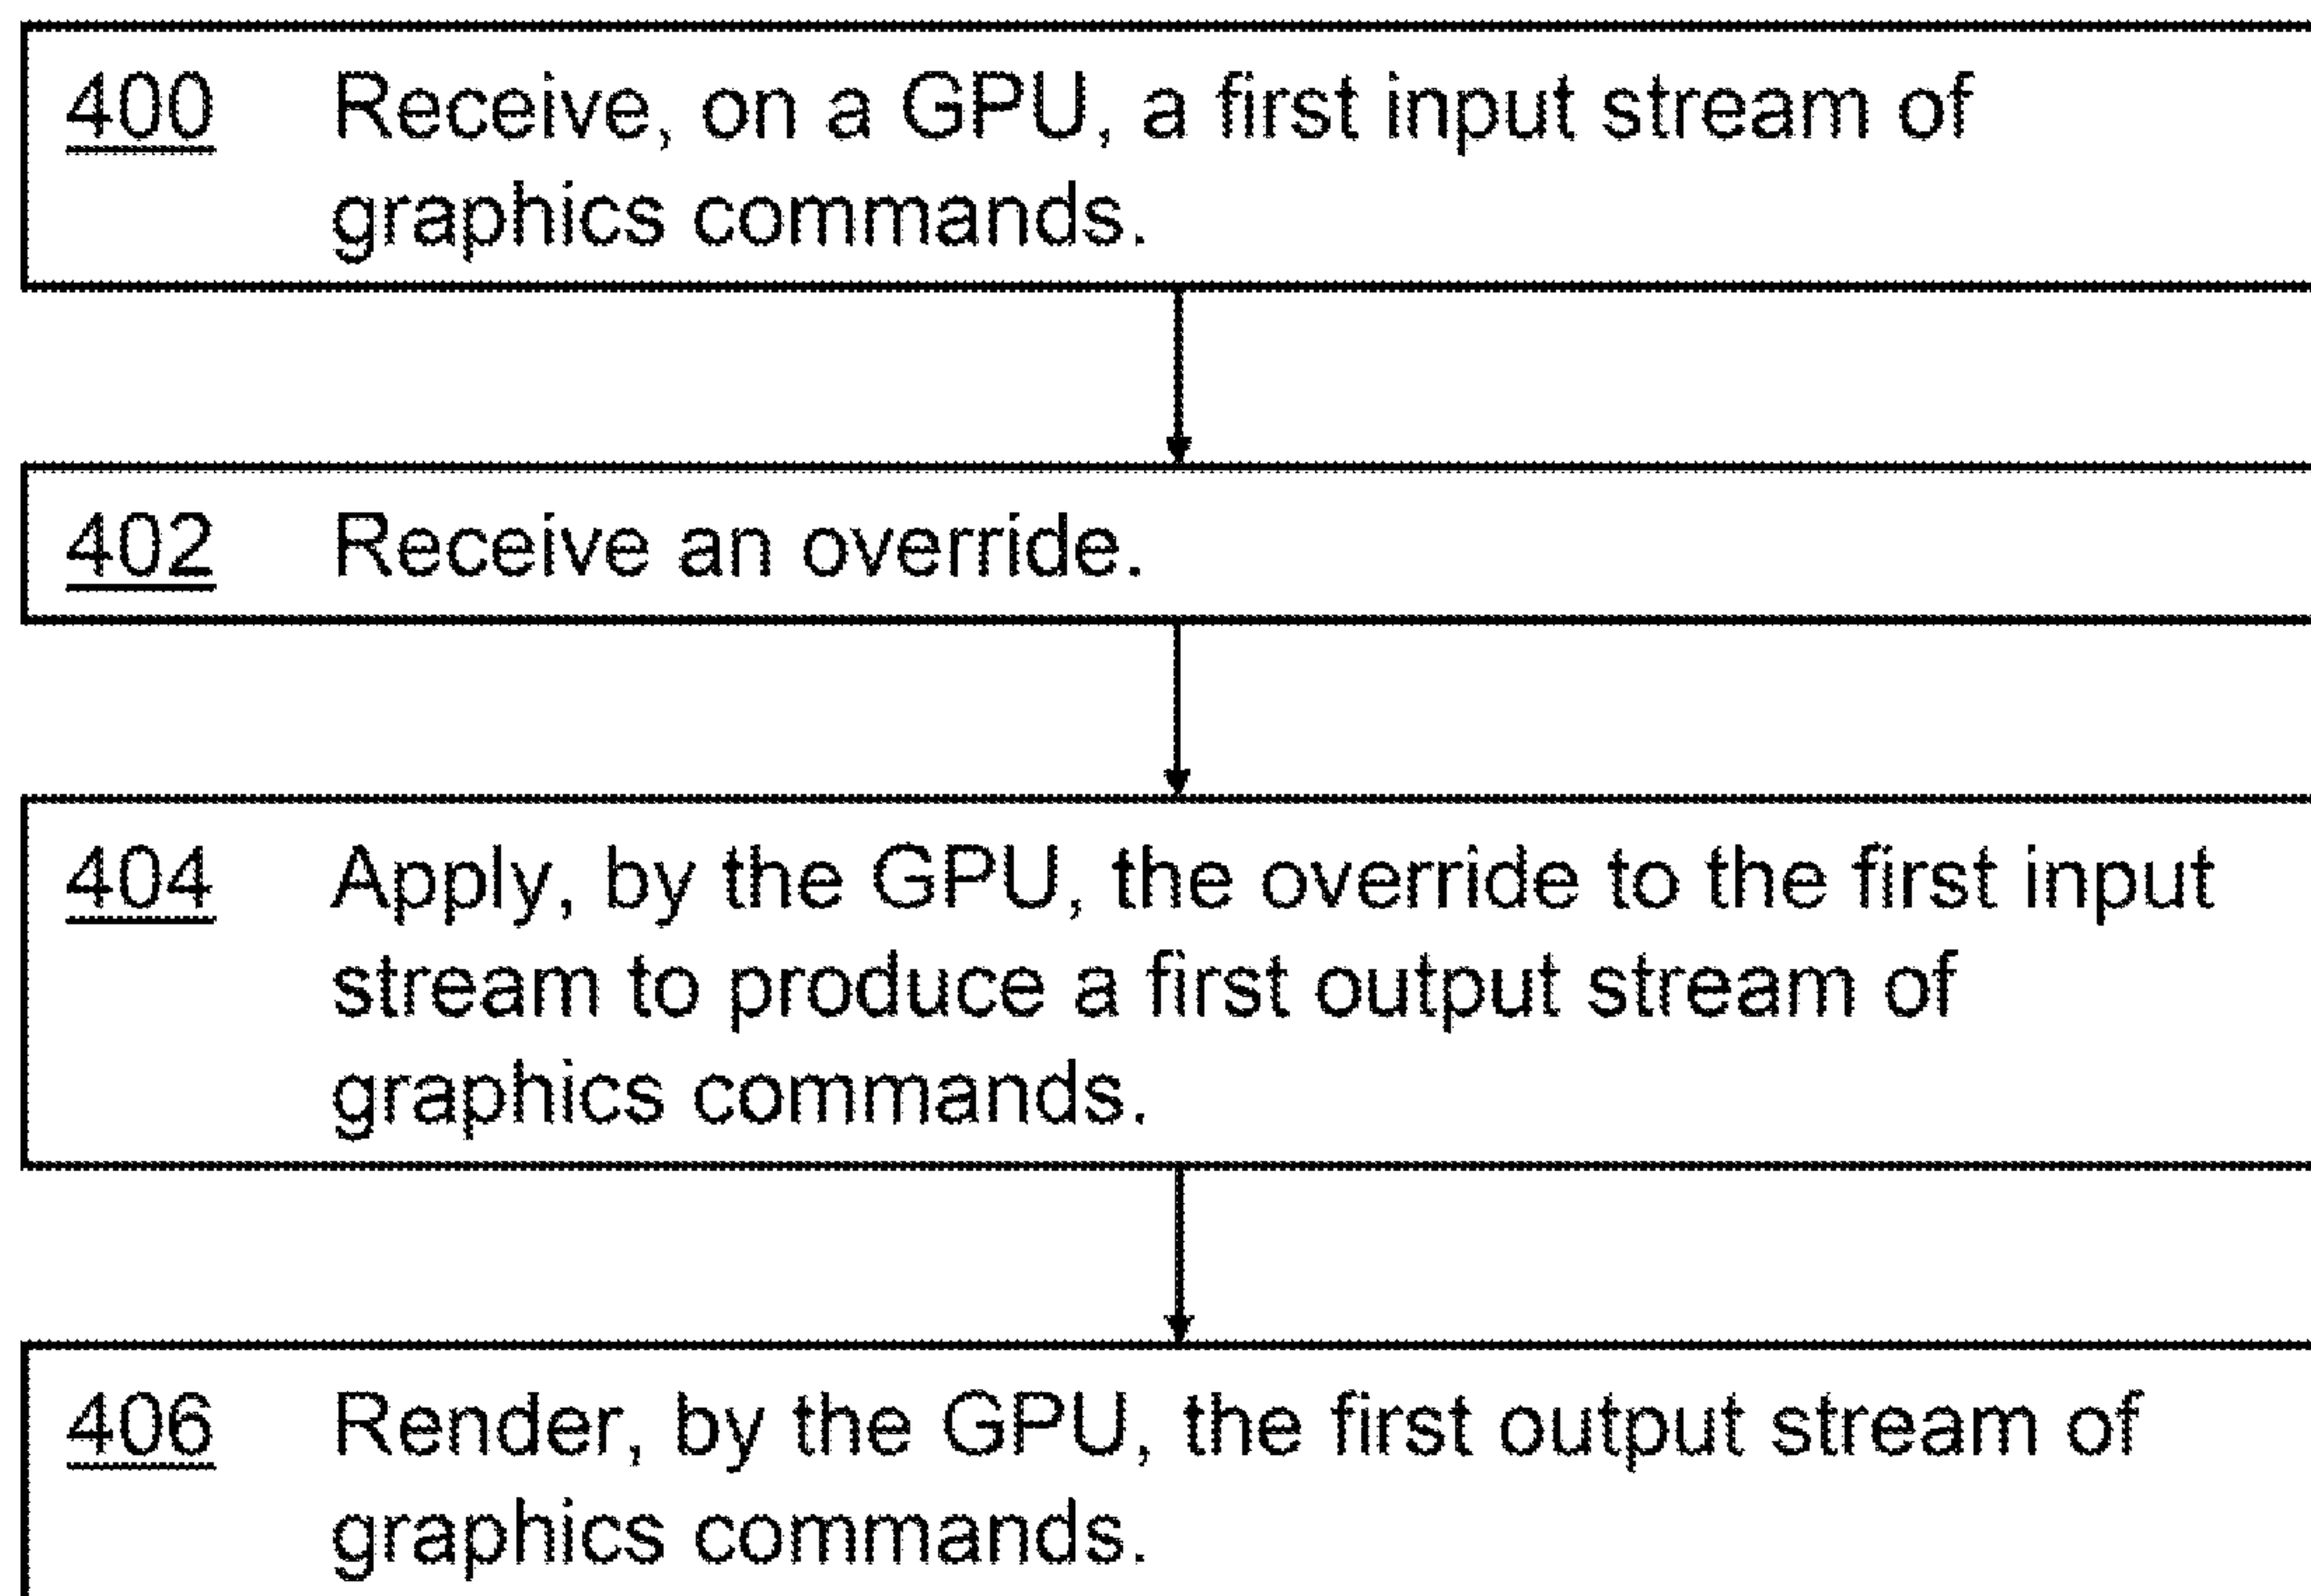 400 Receive, on a GPU, a first input stream of
graphics commands.
402 Receive an override.
404 Apply, by the GPU, the override to the first input
stream to produce a first output stream of
graphics commands.
406 Render, by the GPU, the first output stream of
graphics commands.